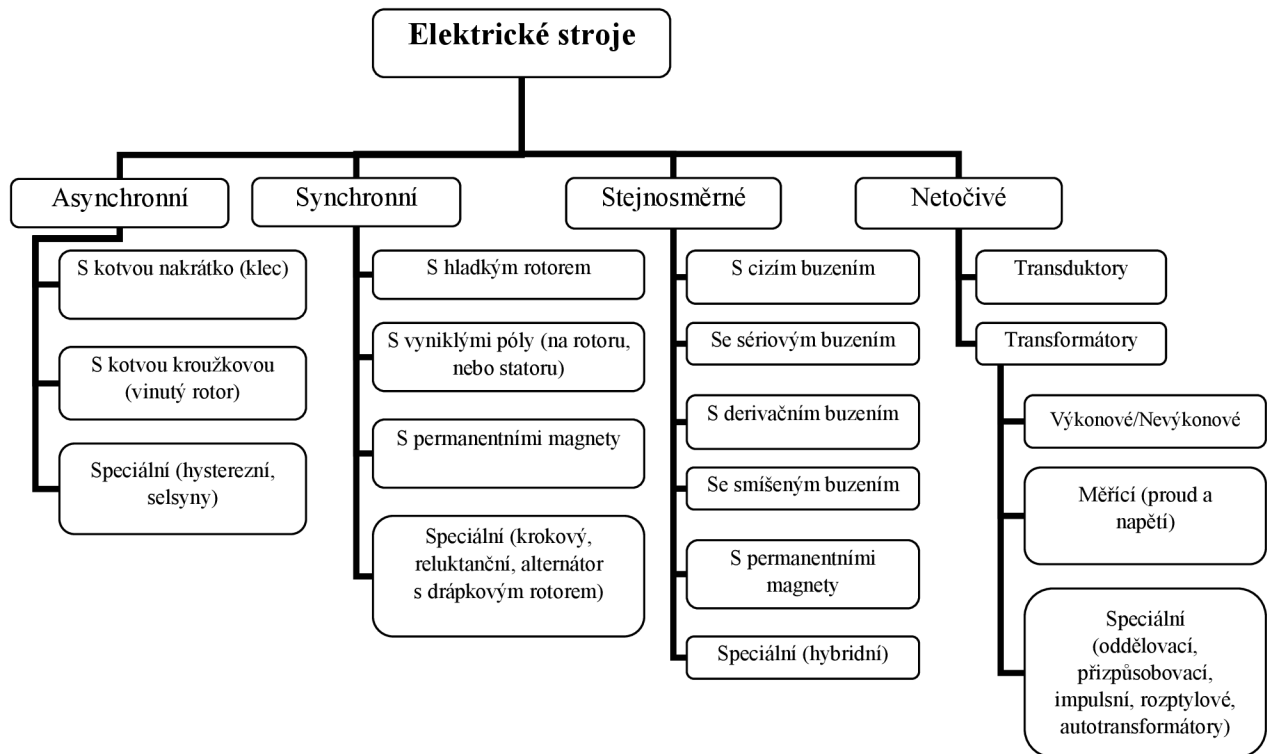 Elektrické stroje
Asynchronní
S kotvou nakrátko (klec)
S kotvou kroužkovou
(vinutý rotor)
Speciální (hysterezní,
selsyny)
Synchronní
S hladkým rotorem
S vyniklými póly (na rotoru,
nebo statoru)
S permanentními magnety
Speciální (krokový,
reluktanční, alternátor
s drápkovým rotorem)
Stejnosměrné
S cizím buzením
Se sériovým buzením
S derivačním buzením
Se smíšeným buzením
S permanentními
magnety
Speciální (hybridní)
Netočivé
Transduktory
Transformátory
Výkonové/Nevýkonové
Měřící (proud a
napětí)
Speciální
(oddělovací,
přizpůsobovací,
impulsní, rozptylové,
autotransformátory)